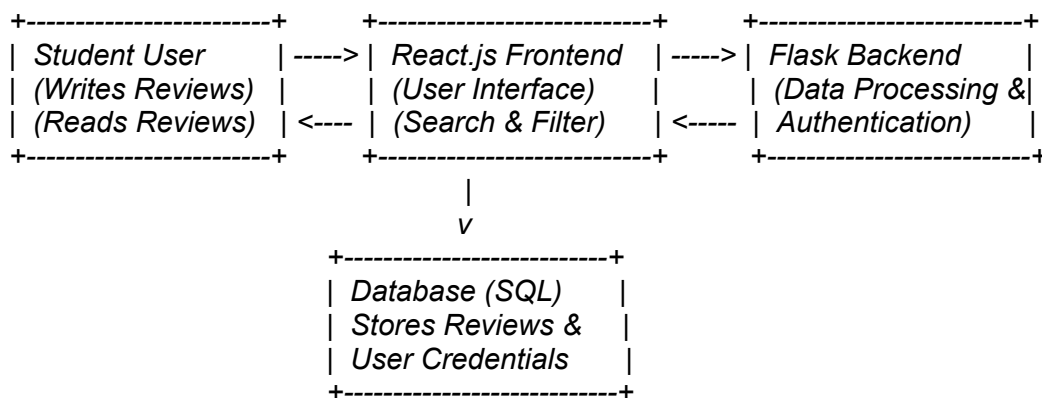 +-------------------------+ +----------------------------+ +---------------------------+
| Student User | -----> | React.js Frontend | -----> | Flask Backend |
| (Writes Reviews) | | (User Interface) | | (Data Processing &|
| (Reads Reviews) | <---- | (Search & Filter) | <----- | Authentication) |
+-------------------------+ +----------------------------+ +---------------------------+
|
v
+---------------------------+
| Database (SQL) |
| Stores Reviews & |
| User Credentials |
+----------------------------+